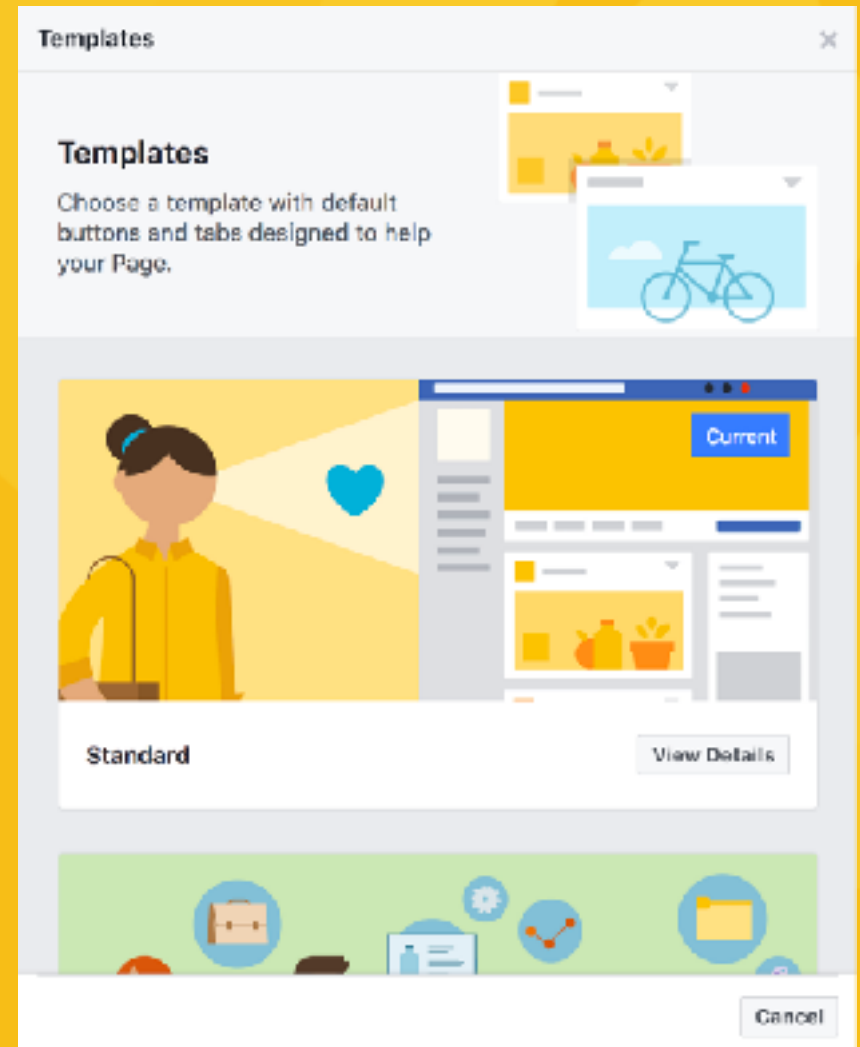 Templates
Templates
Choose a template with default
buttons and tabs designed to help
your Page.
Current
Standard
View Details
Cancel